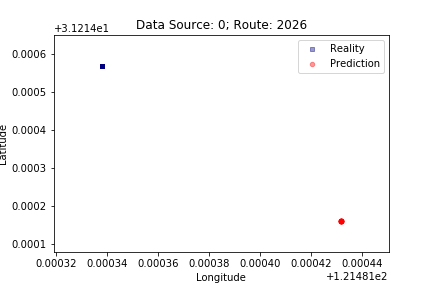 +3.1214e1
Data Source: 0; Route: 2026
Reality
Prediction
0.0006
0.0005
0.0004
0.0003
0.0002
0.0001
Latitude
0.00032 0.00034 0.00036 0.00038 0.00040 0.00042 0.00044
Longitude
+1.21481e2